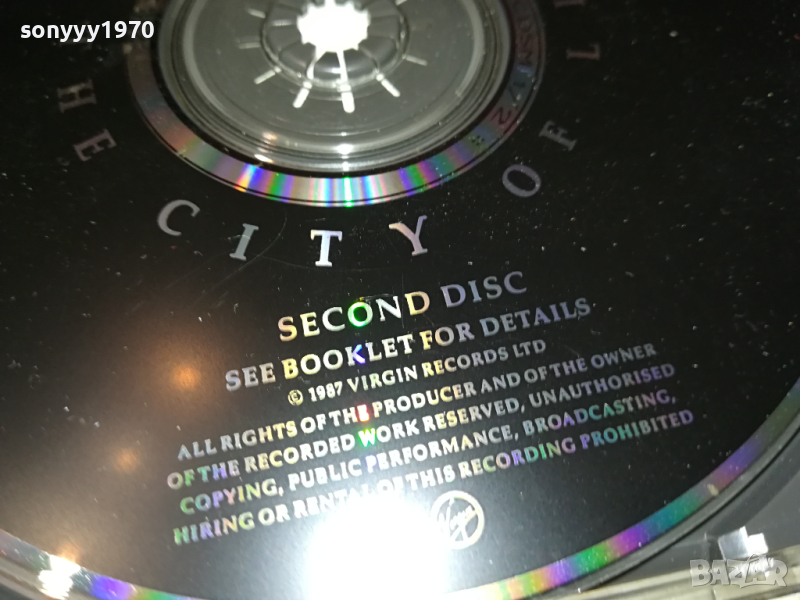 sonyyy1970
HE CITY OF L
SECOND DISC
SEE BOOKLET FOR DETAILS
© 1987 VIRGIN RECORDS LTD
ALL RIGHTS OF THE PRODUCER AND OF THE OWNER
OF THE RECORDED WORK RESERVED, UNAUTHORISED
COPYING, PUBLIC PERFORMANCE, BROADCASTING,
HIRING OR RENTAL OF THIS RECORDING PROHIBITED
Virgin
BAZAR